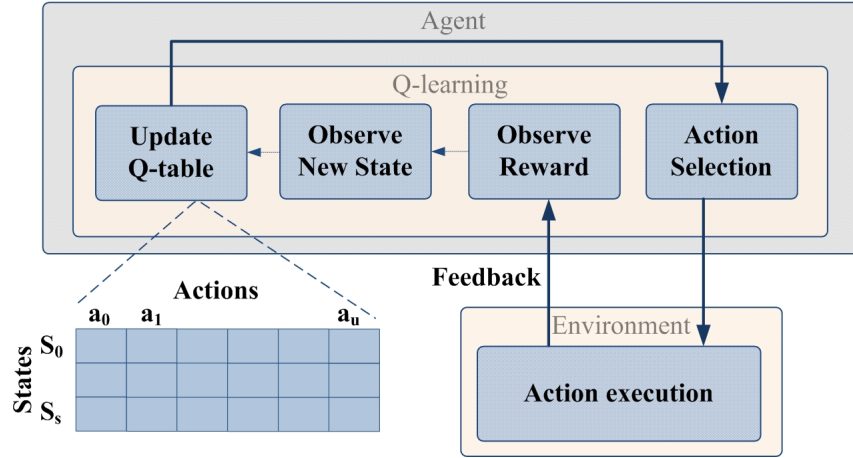 Agent
Q-learning
Update
Q-table
Observe
New State
Observe
Reward
Action
Selection
Feedback
Actions
a₀ a₁ aᵤ
States
S₀
Sₛ
Environment
Action execution